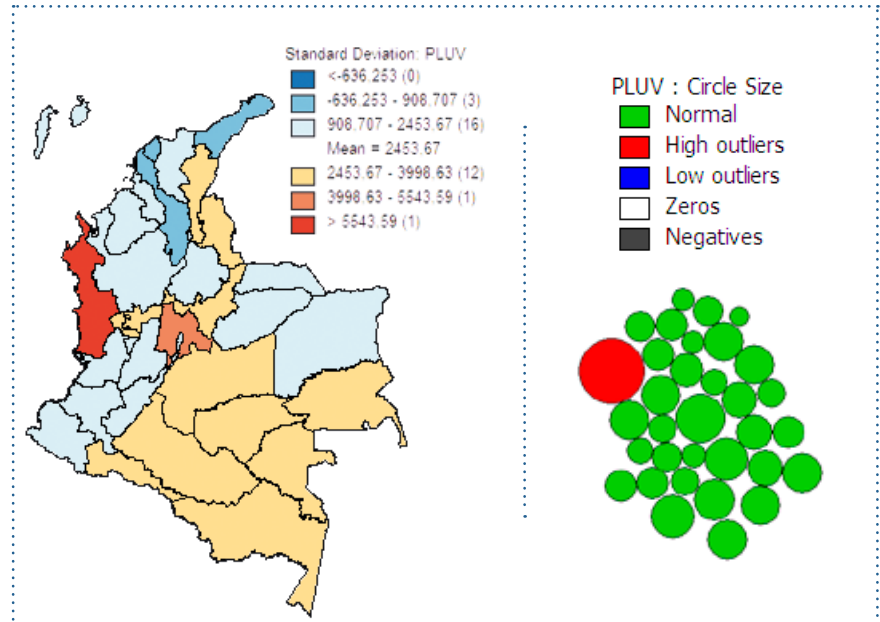 Standard Deviation: PLUV
<-636.253 (0)
-636.253 - 908.707 (3)
908.707 - 2453.67 (16)
Mean = 2453.67
2453.67 - 3998.63 (12)
3998.63 - 5543.59 (1)
> 5543.59 (1)
PLUV : Circle Size
Normal
High outliers
Low outliers
Zeros
Negatives